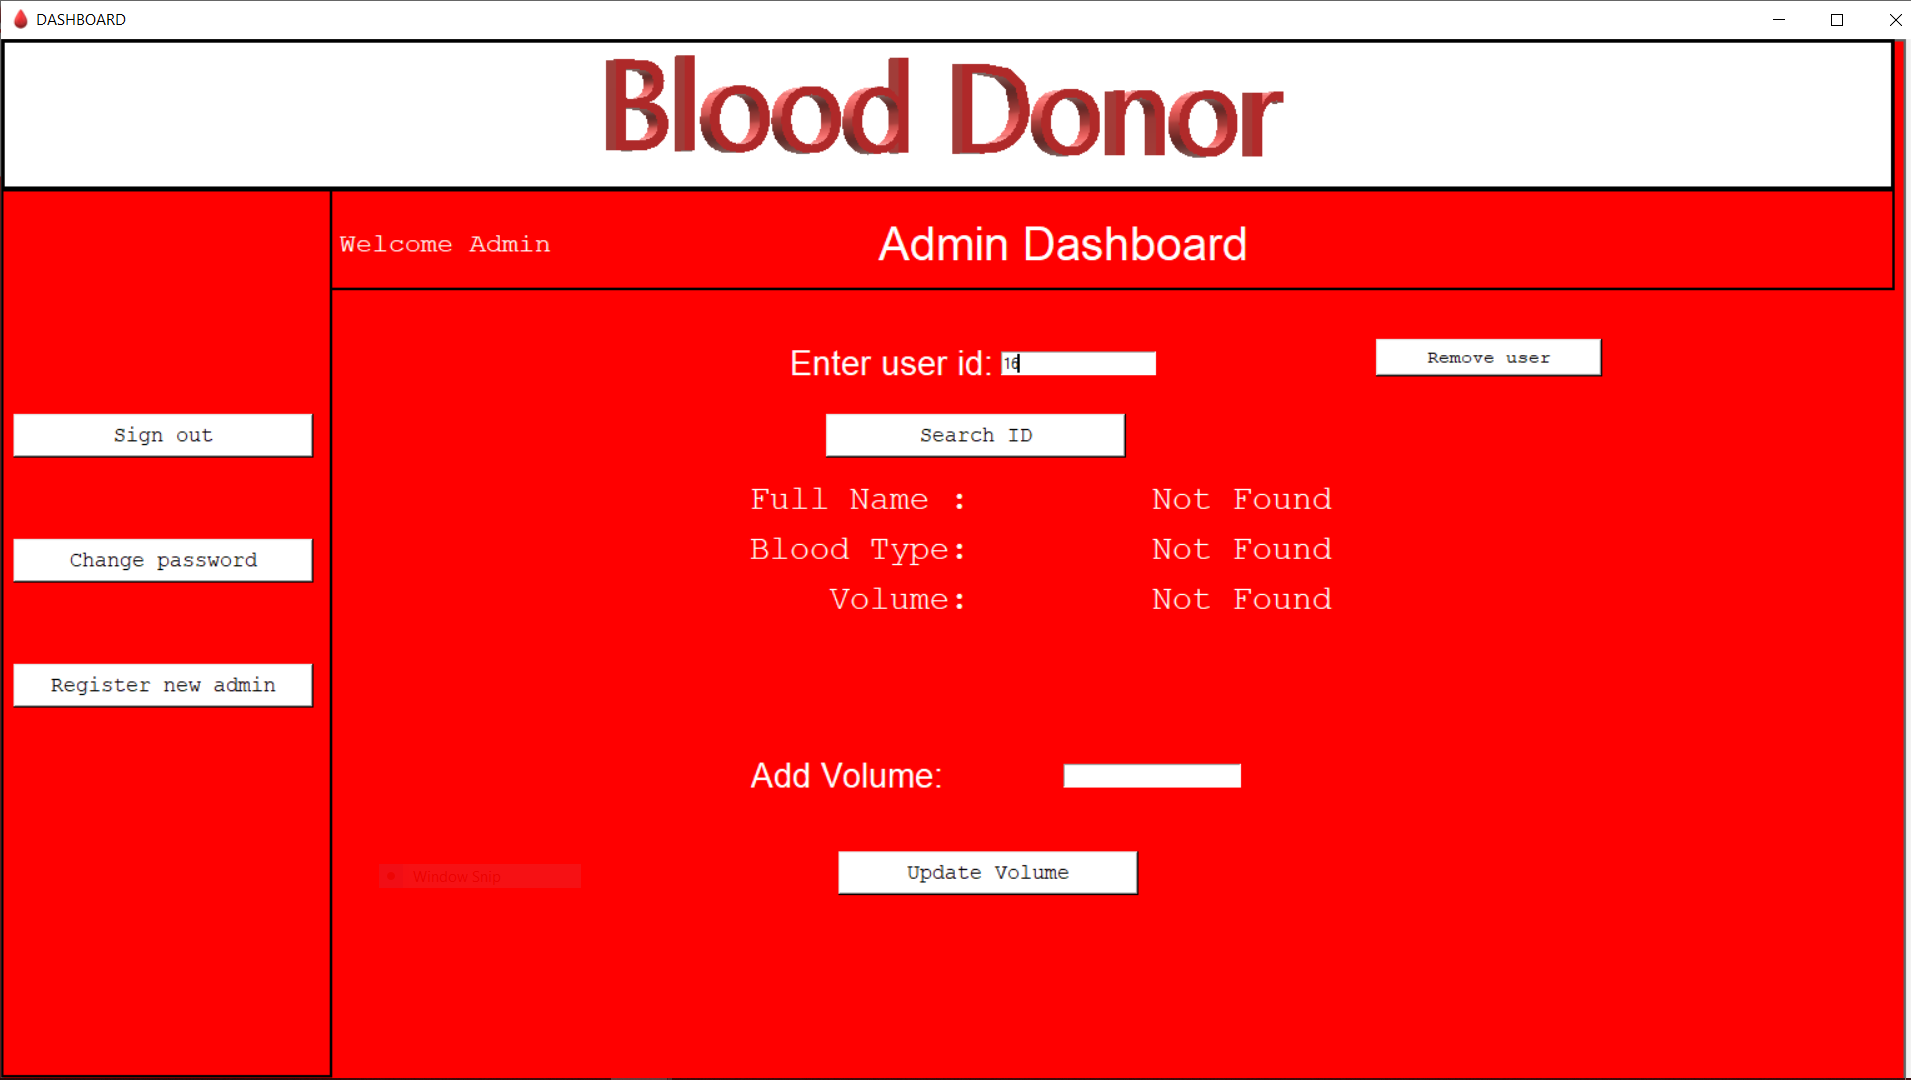 DASHBOARD
Blood Donor
Welcome Admin
Admin Dashboard
Enter user id: 16
Remove user
Search ID
Sign out
Full Name : Not Found
Blood Type: Not Found
Change password
Volume: Not Found
Register new admin
Add Volume:
Update Volume
Window Snip